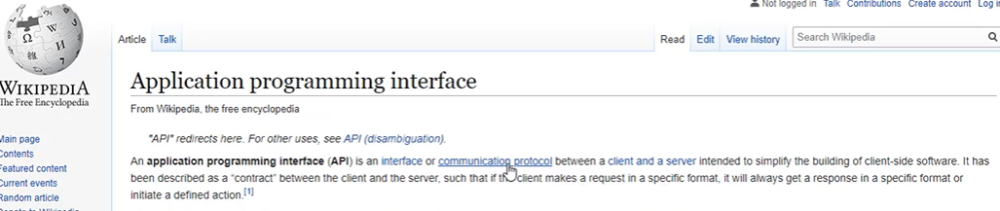 Not logged in Talk Contributions Create account Log in
Article Talk Read Edit View history Search Wikipedia
WIKIPEDIA
The Free Encyclopedia
Application programming interface
From Wikipedia, the free encyclopedia
"API" redirects here. For other uses, see API (disambiguation).
An application programming interface (API) is an interface or communication protocol between a client and a server intended to simplify the building of client-side software. It has
been described as a “contract” between the client and the server, such that if the client makes a request in a specific format, it will always get a response in a specific format or
initiate a defined action.[1]
Main page
Contents
Featured content
Current events
Random article
Donate to Wikipedia